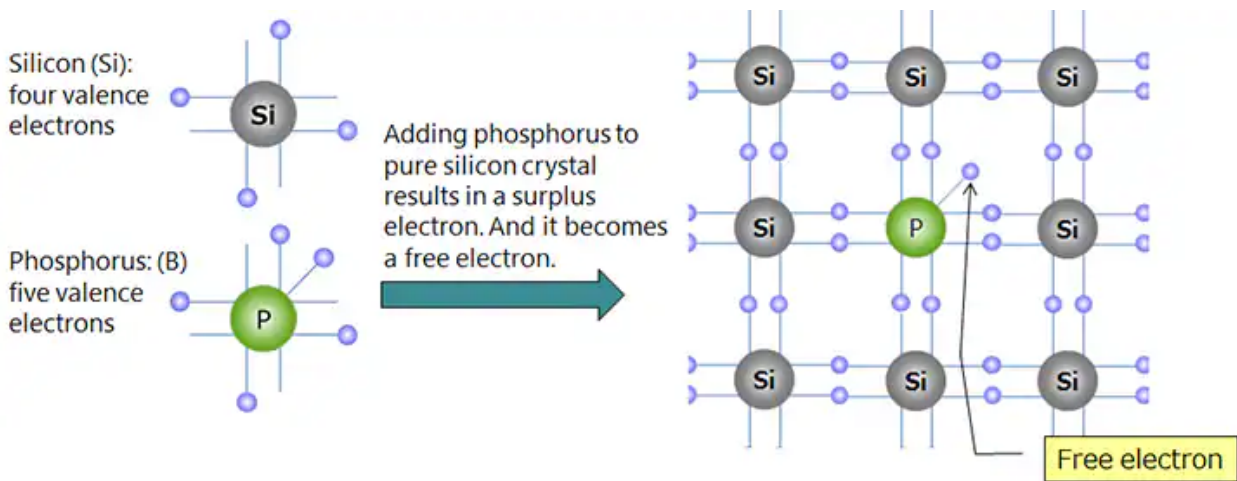 Silicon (Si):
four valence
electrons
Si
Phosphorus: (B)
five valence
electrons
P
Adding phosphorus to
pure silicon crystal
results in a surplus
electron. And it becomes
a free electron.
Si Si Si
Si P Si
Si Si Si
Free electron